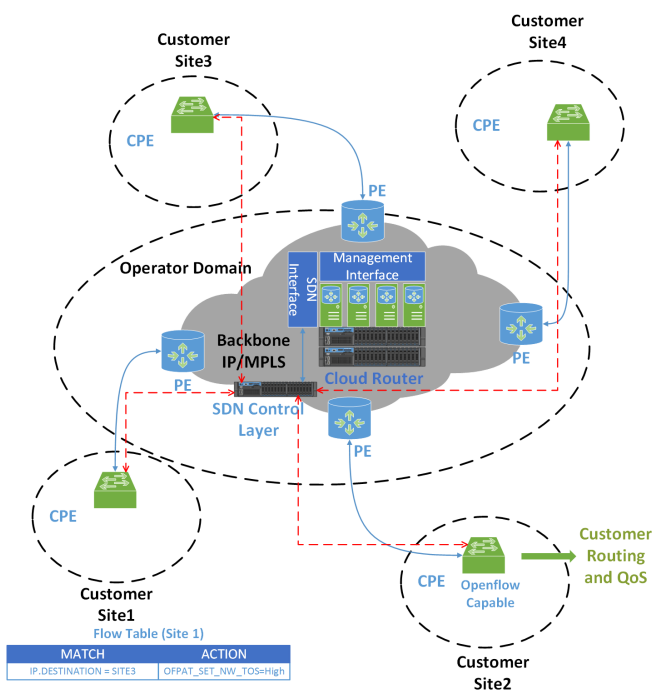 Customer
Site3
Customer
Site4
CPE
CPE
PE
Operator Domain
Management
Interface
SDN
Interface
Backbone
IP/MPLS
PE
PE
Cloud Router
SDN Control
Layer
PE
CPE
Customer
Site1
CPE
Openflow
Capable
Customer
Routing
and QoS
Customer
Site2
Flow Table (Site 1)
MATCH ACTION
IP.DESTINATION = SITE3 OFPAT_SET_NW_TOS=High